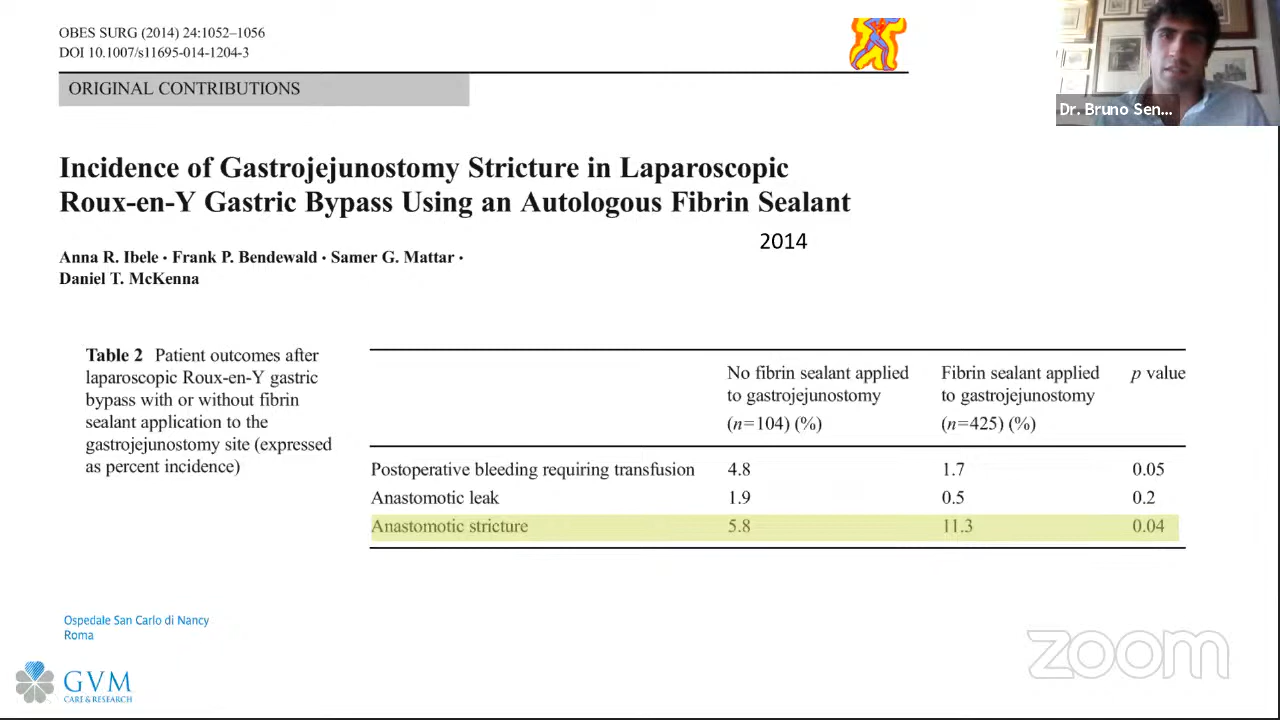 OBES SURG (2014) 24:1052–1056
DOI 10.1007/s11695-014-1204-3
ORIGINAL CONTRIBUTIONS
Dr. Bruno Sen...
Incidence of Gastrojejunostomy Stricture in Laparoscopic
Roux-en-Y Gastric Bypass Using an Autologous Fibrin Sealant
2014
Anna R. Ibele · Frank P. Bendewald · Samer G. Mattar ·
Daniel T. McKenna
Table 2 Patient outcomes after
laparoscopic Roux-en-Y gastric
bypass with or without fibrin
sealant application to the
gastrojejunostomy site (expressed
as percent incidence)
No fibrin sealant applied
to gastrojejunostomy
(n=104) (%)
Fibrin sealant applied
to gastrojejunostomy
(n=425) (%)
p value
Postoperative bleeding requiring transfusion 4.8 1.7 0.05
Anastomotic leak 1.9 0.5 0.2
Anastomotic stricture 5.8 11.3 0.04
Ospedale San Carlo di Nancy
Roma
GVM
CARE & RESEARCH
zoom